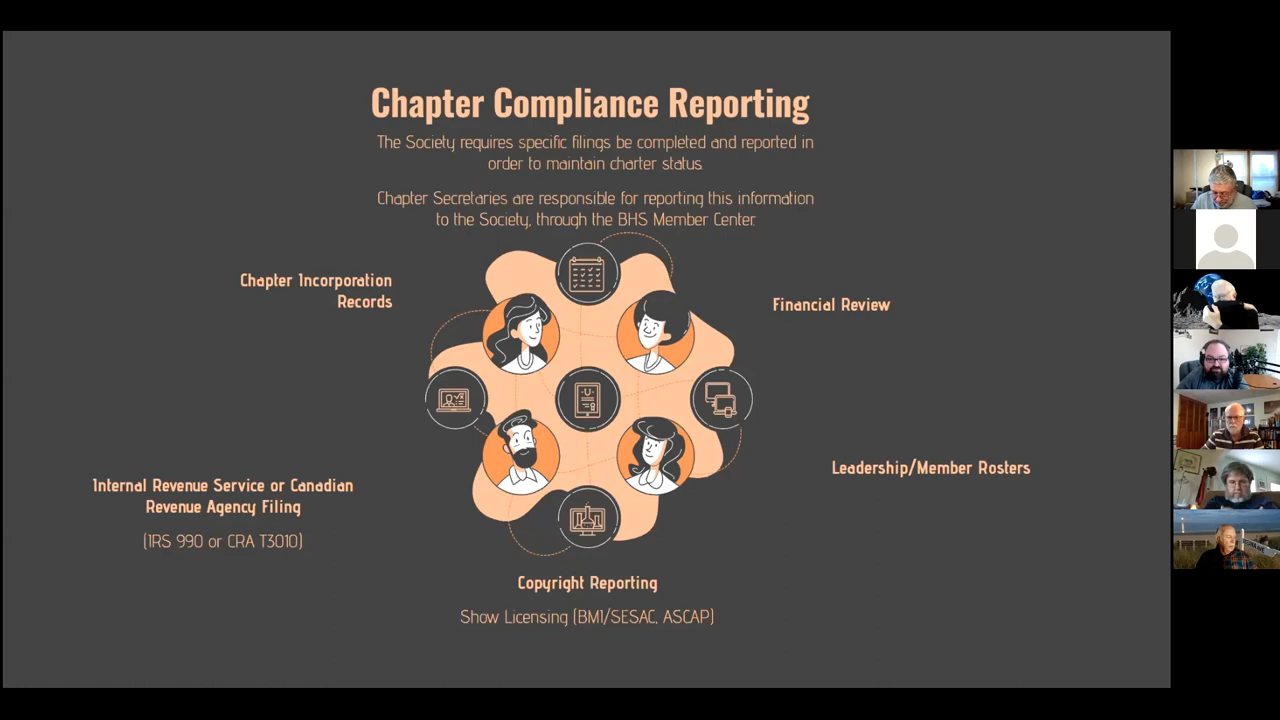 Chapter Compliance Reporting
The Society requires specific filings be completed and reported in
order to maintain charter status.
Chapter Secretaries are responsible for reporting this information
to the Society, through the BHS Member Center.
Chapter Incorporation
Records
Financial Review
Leadership/Member Rosters
Internal Revenue Service or Canadian
Revenue Agency Filing
(IRS 990 or CRA T3010)
Copyright Reporting
Show Licensing (BMI/SESAC, ASCAP)